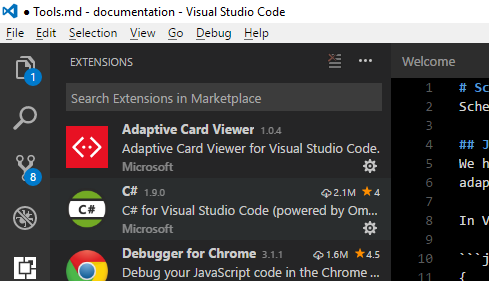 ● Tools.md - documentation - Visual Studio Code
File Edit Selection View Go Debug Help
EXTENSIONS
Welcome
1
Search Extensions in Marketplace
Adaptive Card Viewer 1.0.4
Adaptive Card Viewer for Visual Studio Code.
Microsoft
8
C# 1.9.0 2.1M ★ 4
C#
C# for Visual Studio Code (powered by Om...
Microsoft
Debugger for Chrome 3.1.1 1.6M ★ 4.5
Debug your JavaScript code in the Chrome ...
1 # Sc
2 Sche
3
4 ## J
5 We h
6 adap
7
8 In V
9
10 ```j
11 {